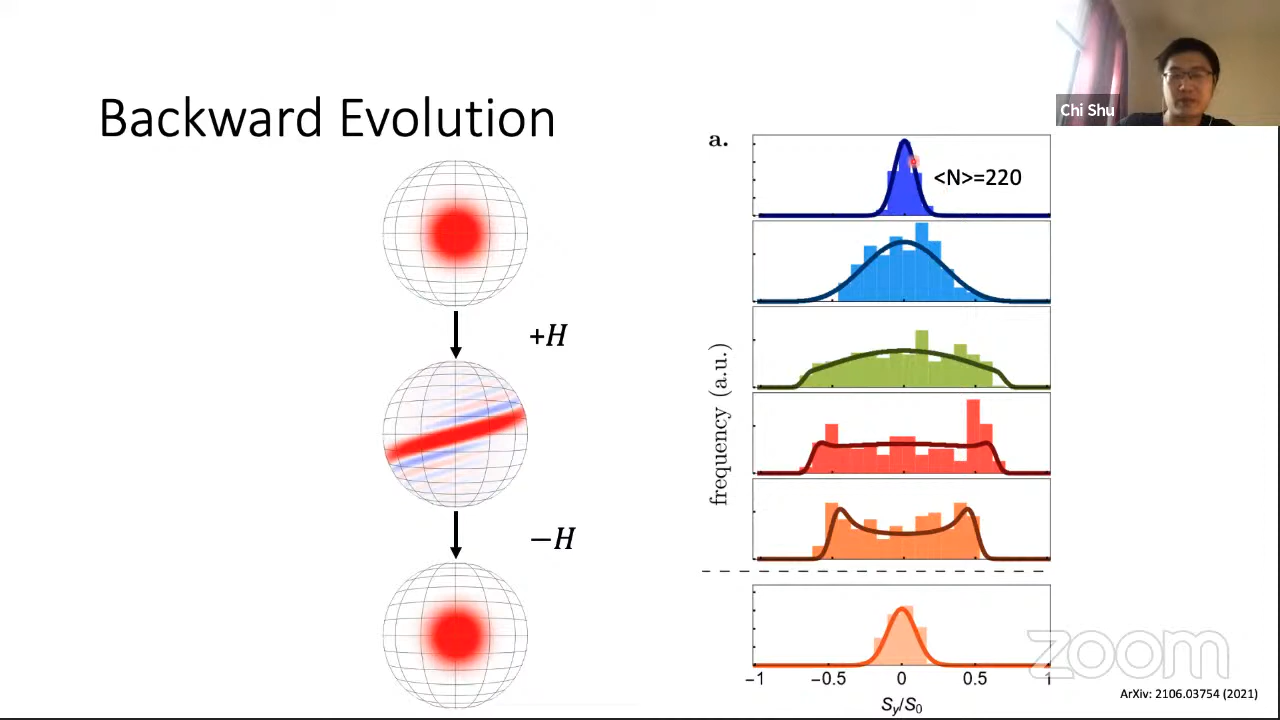 Chi Shu
Backward Evolution
a.
<N>=220
+H
−H
frequency (a.u.)
−1 −0.5 0 0.5 1
Sy/S0
zoom
ArXiv: 2106.03754 (2021)